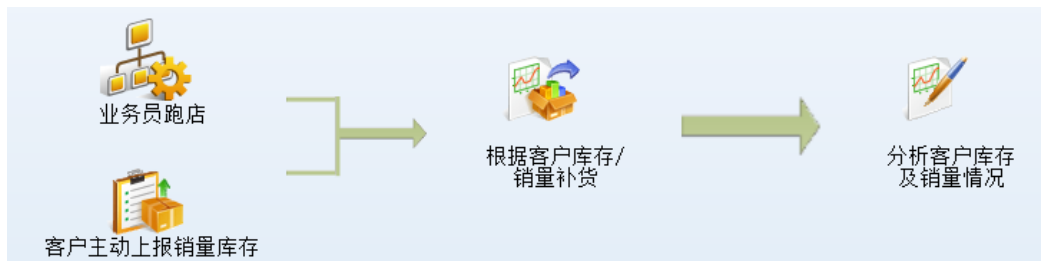 业务员跑店
根据客户库存/
销量补货
分析客户库存
及销量情况
客户主动上报销量库存